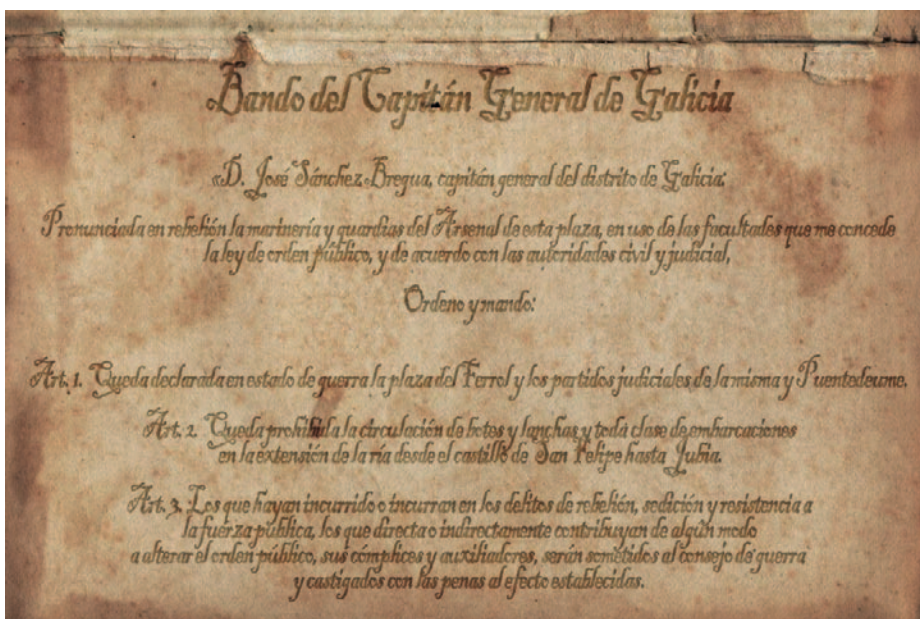 Bando del Capitán General de Galicia
«D. José Sánchez Bregua, capitán general del distrito de Galicia:
Pronunciada en rebelión la marinería y guardias del Arsenal de esta plaza, en uso de las facultades que me concede
la ley de orden público, y de acuerdo con las autoridades civil y judicial,
Ordeno y mando:
Art. 1. Queda declarada en estado de guerra la plaza del Ferrol y los partidos judiciales de la misma y Puentedeume.
Art. 2. Queda prohibida la circulación de botes y lanchas y toda clase de embarcaciones
en la extensión de la ría desde el castillo de San Felipe hasta Jubia.
Art. 3. Los que hayan incurrido o incurran en los delitos de rebelión, sedición y resistencia a
la fuerza pública, los que directa o indirectamente contribuyan de algún modo
a alterar el orden público, sus cómplices y auxiliadores, serán sometidos al consejo de guerra
y castigados con las penas al efecto establecidas.